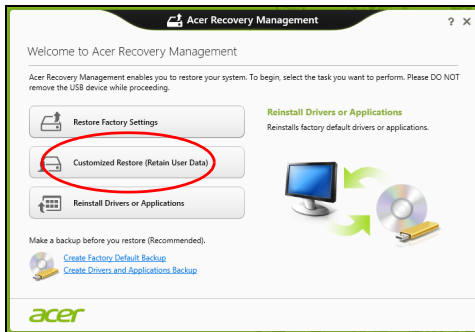 Acer Recovery Management
? X
Welcome to Acer Recovery Management
Acer Recovery Management enables you to restore your system. To begin, select the task you want to perform. Please DO NOT
remove the USB device while proceeding.
Restore Factory Settings
Customized Restore (Retain User Data)
Reinstall Drivers or Applications
Reinstall Drivers or Applications
Reinstalls factory default drivers or applications.
Make a backup before you restore (Recommended).
Create Factory Default Backup
Create Drivers and Applications Backup
acer